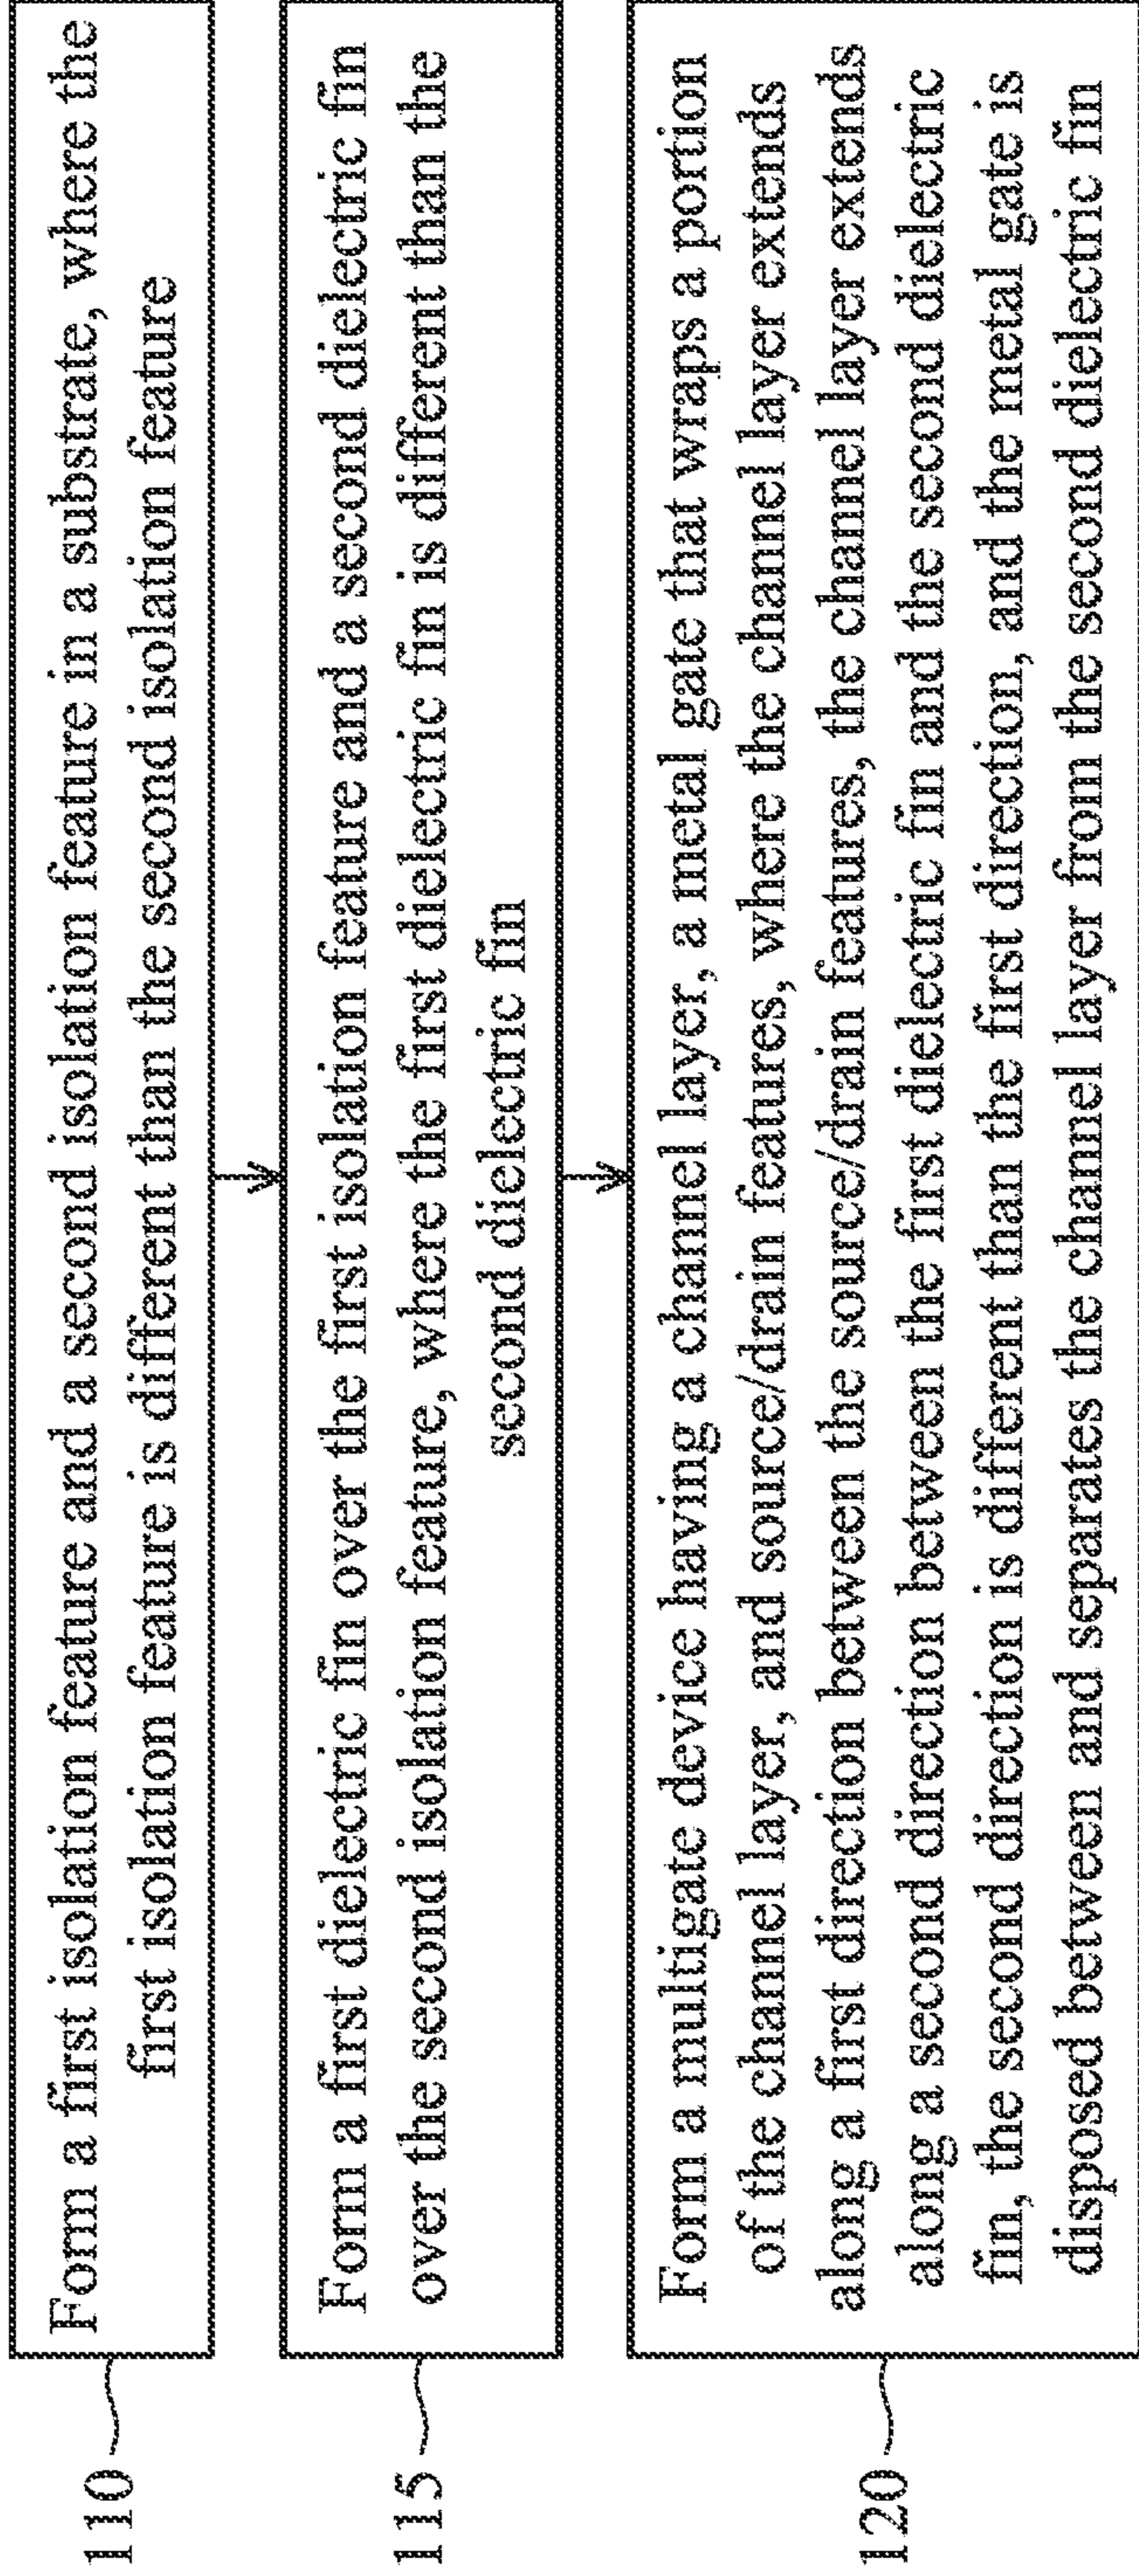 110
Form a first isolation feature and a second isolation feature in a substrate, where the
first isolation feature is different than the second isolation feature
115
Form a first dielectric fin over the first isolation feature and a second dielectric fin
over the second isolation feature, where the first dielectric fin is different than the
second dielectric fin
120
Form a multigate device having a channel layer, a metal gate that wraps a portion
of the channel layer, and source/drain features, where the channel layer extends
along a first direction between the source/drain features, the channel layer extends
along a second direction between the first dielectric fin and the second dielectric
fin, the second direction is different than the first direction, and the metal gate is
disposed between and separates the channel layer from the second dielectric fin